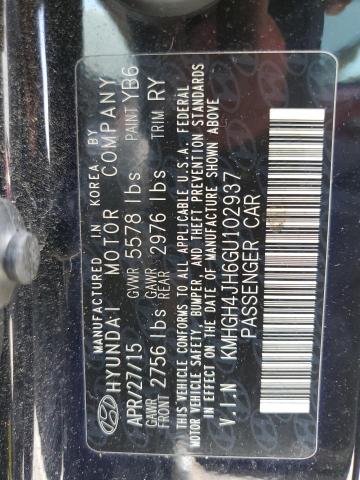 MANUFACTURED IN KOREA BY
HYUNDAI MOTOR COMPANY
APR/27/15 GVWR 5578 lbs PAINT YB6
GAWR FRONT 2756 lbs GAWR REAR 2976 lbs TRIM RY
THIS VEHICLE CONFORMS TO ALL APPLICABLE U.S.A. FEDERAL
MOTOR VEHICLE SAFETY, BUMPER, AND THEFT PREVENTION STANDARDS
IN EFFECT ON THE DATE OF MANUFACTURE SHOWN ABOVE
V.I.N KMHGH4JH6GU102937
PASSENGER CAR